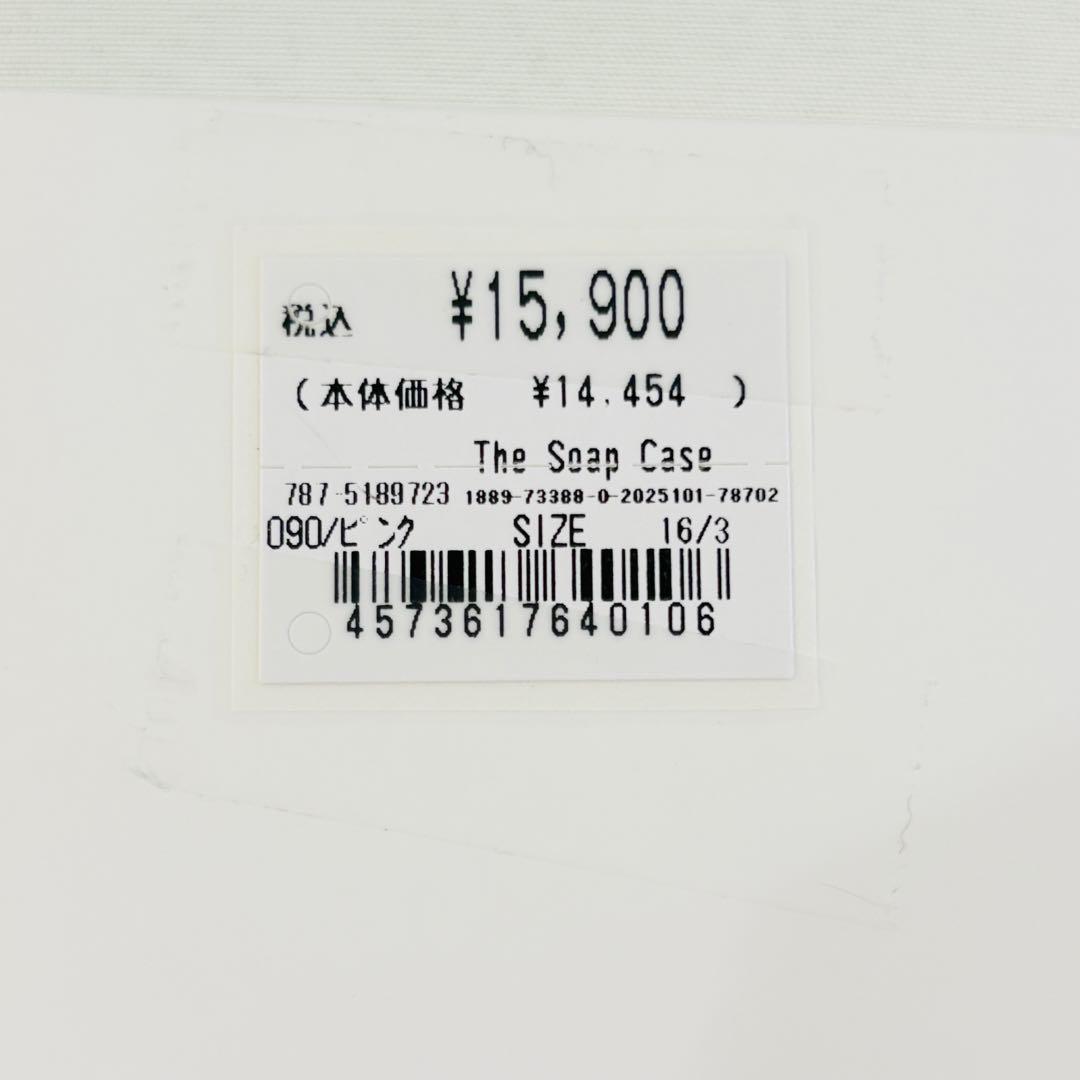 税込 ¥15,900
(本体価格 ¥14.454 )
The Soap Case
787-5189723 1889-73388-0-2025101-78702
090/ピンク SIZE 16/3
4573617640106